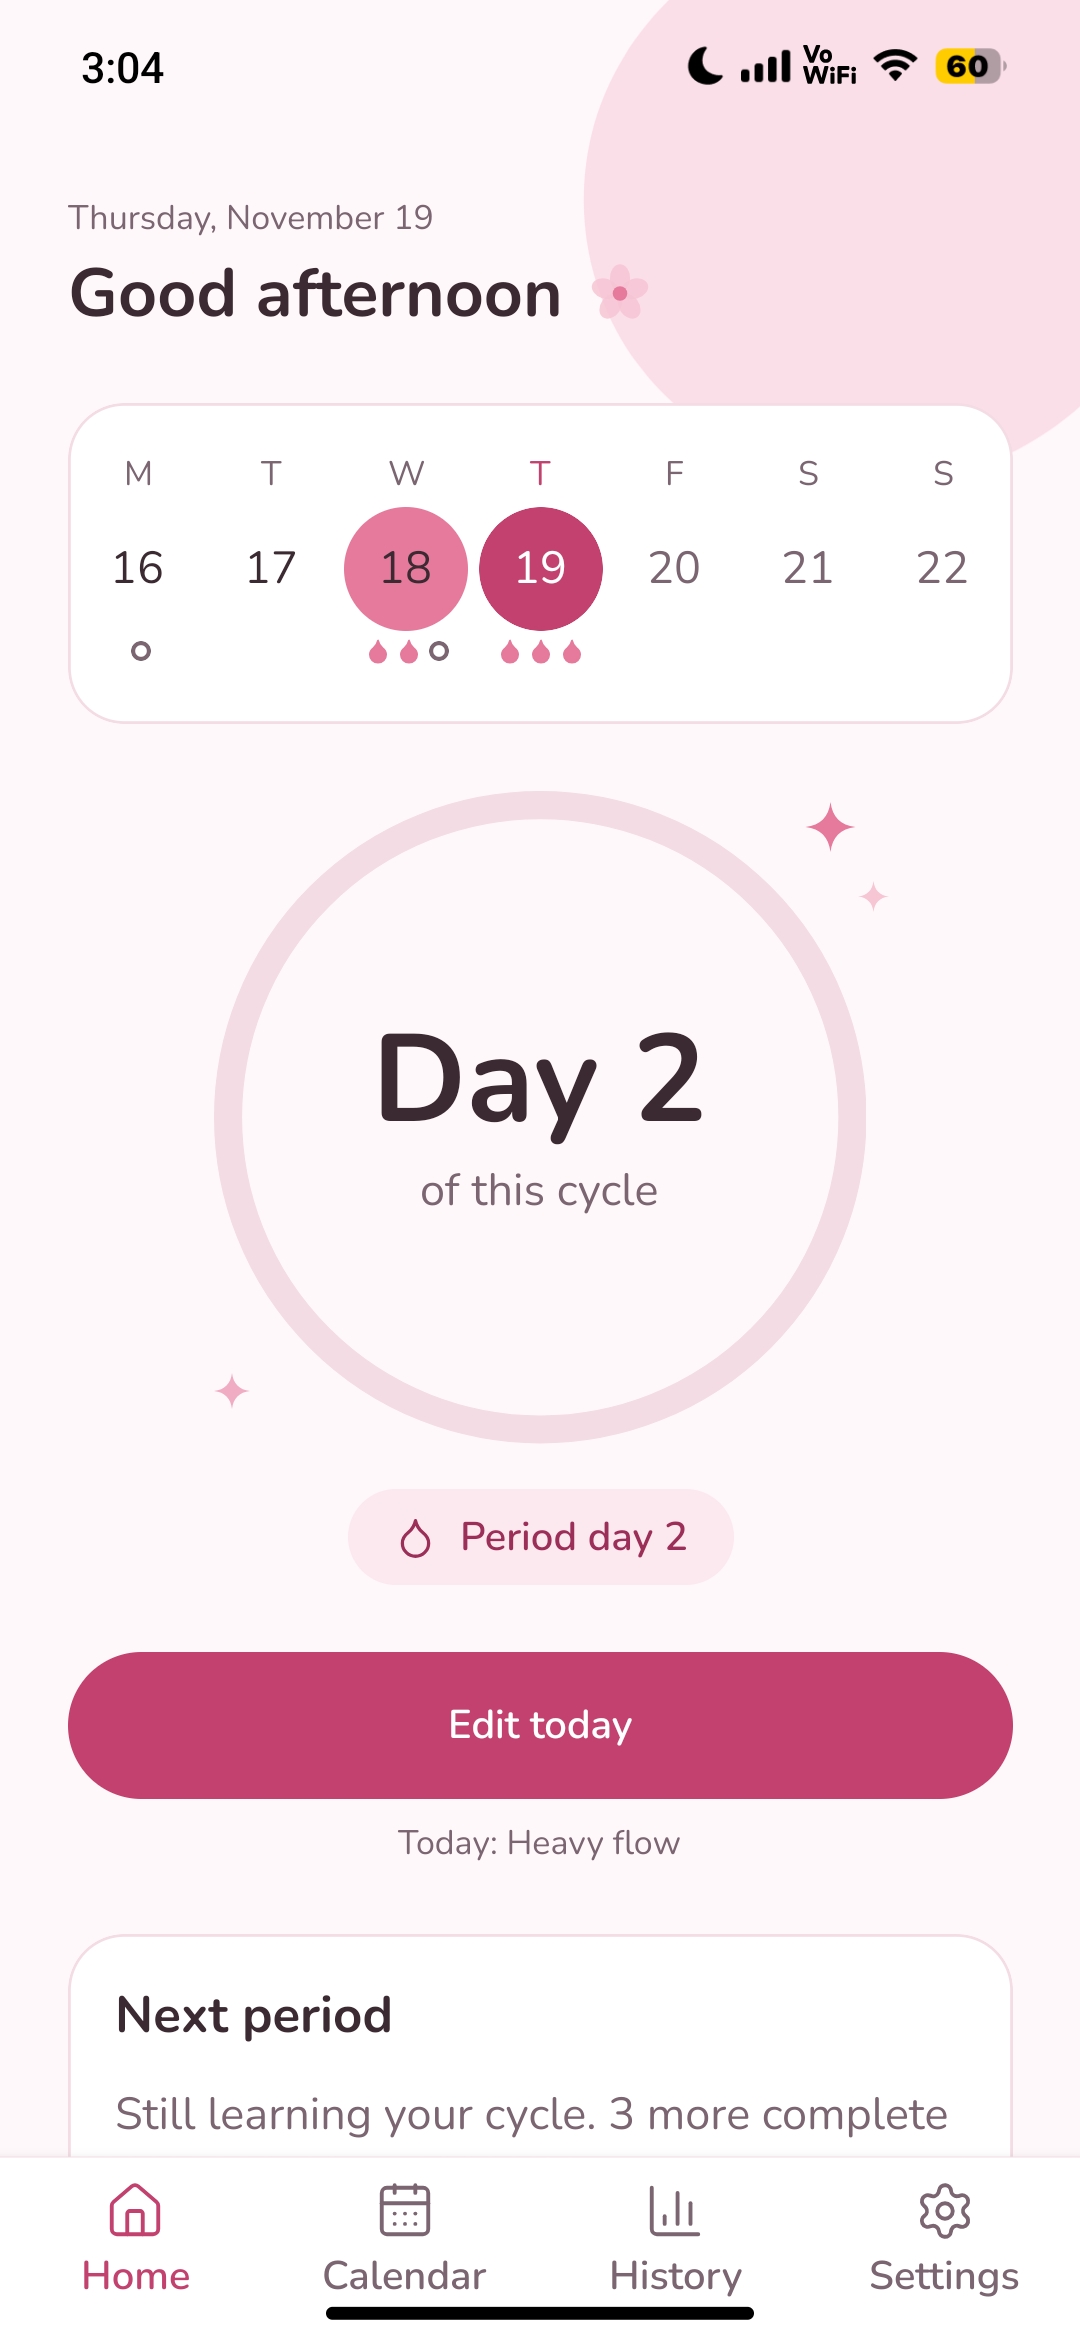 3:04
Vo
WiFi
60
Thursday, November 19
Good afternoon
M T W T F S S
16 17 18 19 20 21 22
Day 2
of this cycle
Period day 2
Edit today
Today: Heavy flow
Next period
Still learning your cycle. 3 more complete
Home Calendar History Settings